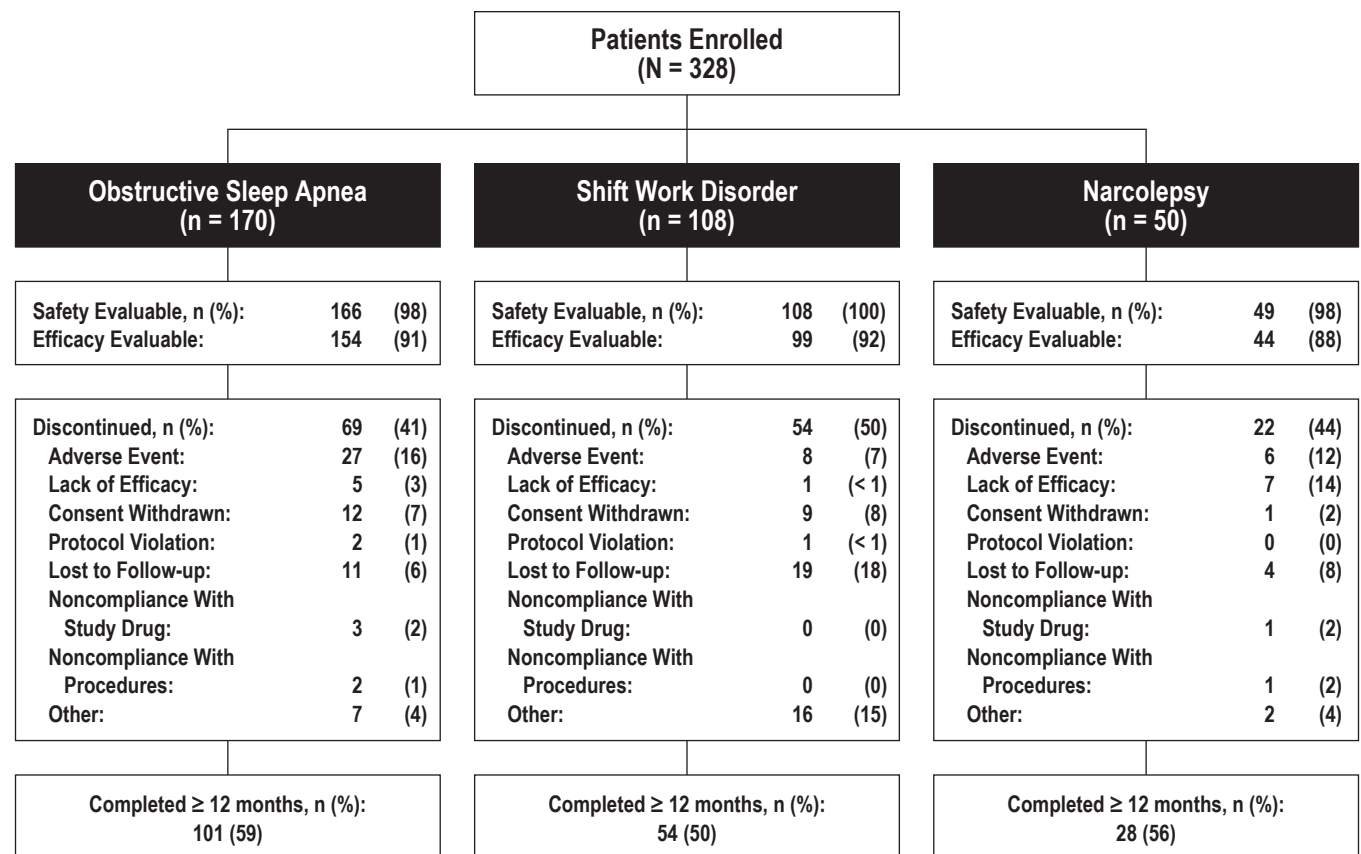 Patients Enrolled
(N = 328)
Obstructive Sleep Apnea
(n = 170)
Safety Evaluable, n (%): 166 (98)
Efficacy Evaluable: 154 (91)
Discontinued, n (%): 69 (41)
Adverse Event: 27 (16)
Lack of Efficacy: 5 (3)
Consent Withdrawn: 12 (7)
Protocol Violation: 2 (1)
Lost to Follow-up: 11 (6)
Noncompliance With
Study Drug: 3 (2)
Noncompliance With
Procedures: 2 (1)
Other: 7 (4)
Completed ≥ 12 months, n (%):
101 (59)
Shift Work Disorder
(n = 108)
Safety Evaluable, n (%): 108 (100)
Efficacy Evaluable: 99 (92)
Discontinued, n (%): 54 (50)
Adverse Event: 8 (7)
Lack of Efficacy: 1 (< 1)
Consent Withdrawn: 9 (8)
Protocol Violation: 1 (< 1)
Lost to Follow-up: 19 (18)
Noncompliance With
Study Drug: 0 (0)
Noncompliance With
Procedures: 0 (0)
Other: 16 (15)
Completed ≥ 12 months, n (%):
54 (50)
Narcolepsy
(n = 50)
Safety Evaluable, n (%): 49 (98)
Efficacy Evaluable: 44 (88)
Discontinued, n (%): 22 (44)
Adverse Event: 6 (12)
Lack of Efficacy: 7 (14)
Consent Withdrawn: 1 (2)
Protocol Violation: 0 (0)
Lost to Follow-up: 4 (8)
Noncompliance With
Study Drug: 1 (2)
Noncompliance With
Procedures: 1 (2)
Other: 2 (4)
Completed ≥ 12 months, n (%):
28 (56)